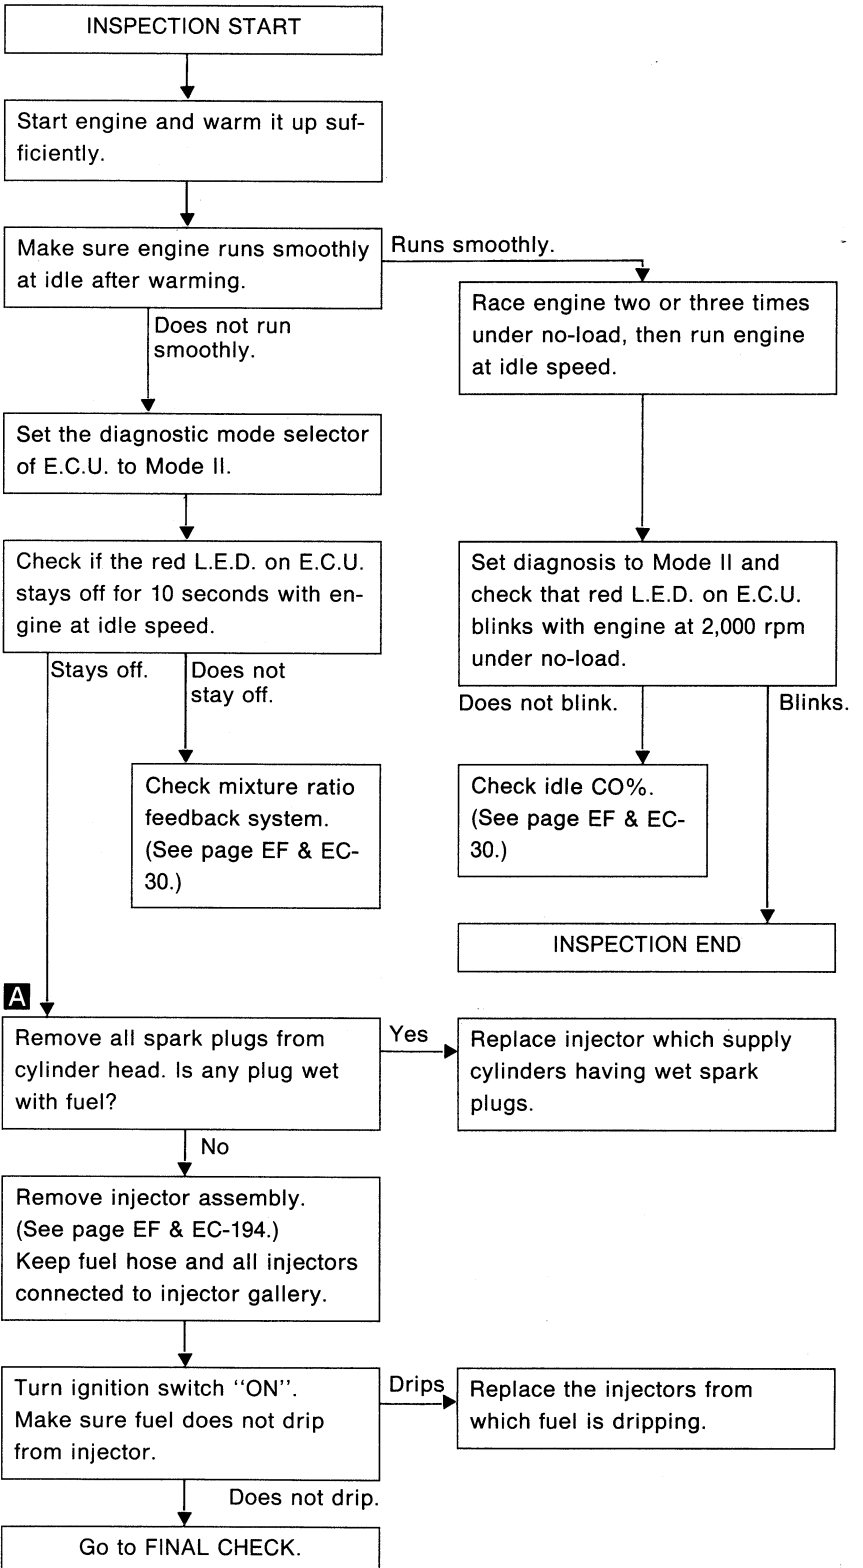 INSPECTION START
Start engine and warm it up suf-
ficiently.
Make sure engine runs smoothly
at idle after warming.
Runs smoothly.
Race engine two or three times
under no-load, then run engine
at idle speed.
Does not run
smoothly.
Set the diagnostic mode selector
of E.C.U. to Mode II.
Check if the red L.E.D. on E.C.U.
stays off for 10 seconds with en-
gine at idle speed.
Set diagnosis to Mode II and
check that red L.E.D. on E.C.U.
blinks with engine at 2,000 rpm
under no-load.
Stays off.
Does not
stay off.
Does not blink.
Blinks.
Check mixture ratio
feedback system.
(See page EF & EC-
30.)
Check idle CO%.
(See page EF & EC-
30.)
INSPECTION END
A
Remove all spark plugs from
cylinder head. Is any plug wet
with fuel?
Yes
Replace injector which supply
cylinders having wet spark
plugs.
No
Remove injector assembly.
(See page EF & EC-194.)
Keep fuel hose and all injectors
connected to injector gallery.
Turn ignition switch “ON”.
Make sure fuel does not drip
from injector.
Drips
Replace the injectors from
which fuel is dripping.
Does not drip.
Go to FINAL CHECK.